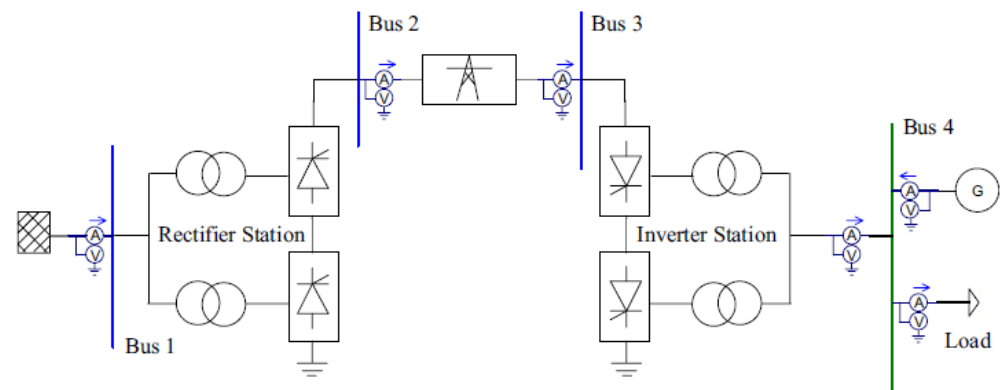 Bus 2
Bus 3
A
V
A
V
Bus 4
A
V
G
A
V
Rectifier Station
Inverter Station
A
V
A
V
Load
Bus 1